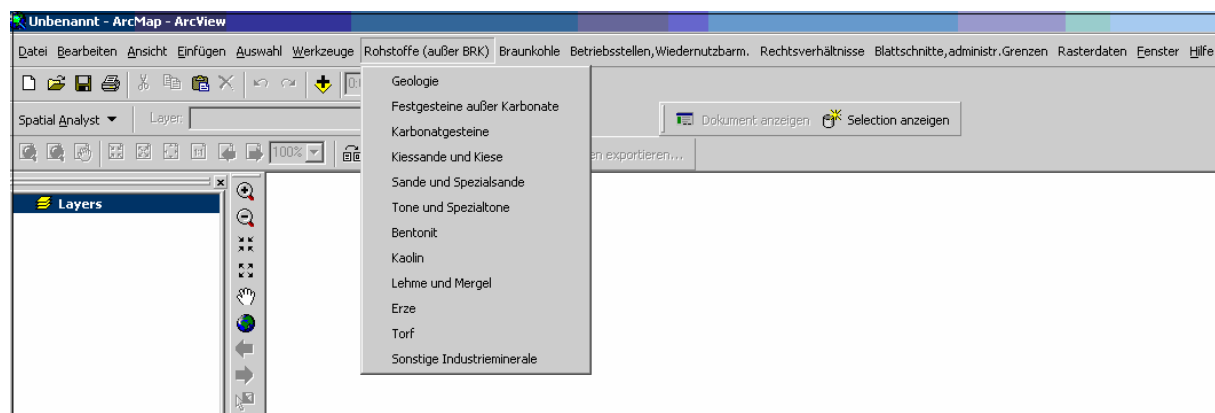 Unbenannt - ArcMap - ArcView
Datei Bearbeiten Ansicht Einfügen Auswahl Werkzeuge Rohstoffe (außer BRK) Braunkohle Betriebsstellen,Wiedernutzbarm. Rechtsverhältnisse Blattschnitte,administr.Grenzen Rasterdaten Fenster Hilfe
Geologie
Festgesteine außer Karbonate
Karbonatgesteine
Kiessande und Kiese
Sande und Spezialsande
Tone und Spezialtone
Bentonit
Kaolin
Lehme und Mergel
Erze
Torf
Sonstige Industrieminerale
Spatial Analyst Layer:
Dokument anzeigen Selection anzeigen
100%
exportieren...
Layers